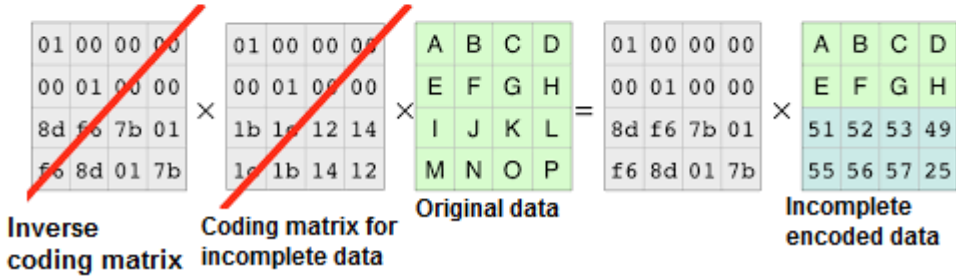 01 00 00 00 01 00 00 00 A B C D 01 00 00 00 A B C D
00 01 00 00 00 01 00 00 E F G H 00 01 00 00 E F G H
× × = ×
8d f6 7b 01 1b 1c 12 14 I J K L 8d f6 7b 01 51 52 53 49
f6 8d 01 7b 1c 1b 14 12 M N O P f6 8d 01 7b 55 56 57 25
Inverse
coding matrix
Coding matrix for
incomplete data
Original data
Incomplete
encoded data